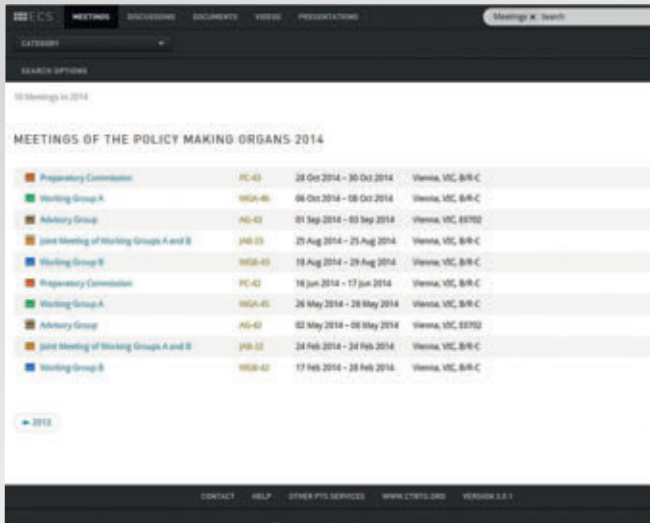 ECS MEETINGS DISCUSSIONS DOCUMENTS VIDEOS PRESENTATIONS Meetings x Search
CATEGORY
SEARCH OPTIONS
10 Meetings in 2014
MEETINGS OF THE POLICY MAKING ORGANS 2014
Preparatory Commission PC-43 28 Oct 2014 – 30 Oct 2014 Vienna, VIC, B/R-C
Working Group A WGA-46 06 Oct 2014 – 08 Oct 2014 Vienna, VIC, B/R-C
Advisory Group AG-43 01 Sep 2014 – 03 Sep 2014 Vienna, VIC, E0702
Joint Meeting of Working Groups A and B JAB-33 25 Aug 2014 – 25 Aug 2014 Vienna, VIC, B/R-C
Working Group B WGB-43 18 Aug 2014 – 29 Aug 2014 Vienna, VIC, B/R-C
Preparatory Commission PC-42 16 Jun 2014 – 17 Jun 2014 Vienna, VIC, B/R-C
Working Group A WGA-45 26 May 2014 – 28 May 2014 Vienna, VIC, B/R-C
Advisory Group AG-42 02 May 2014 – 08 May 2014 Vienna, VIC, E0702
Joint Meeting of Working Groups A and B 24 Feb 2014 – 24 Feb 2014 Vienna, VIC, B/R-C
Working Group B WGB-42 17 Feb 2014 – 28 Feb 2014 Vienna, VIC, B/R-C
2013
CONTACT HELP OTHER PTS SERVICES WWW.CTBTO.ORG VERSION 3.0.1